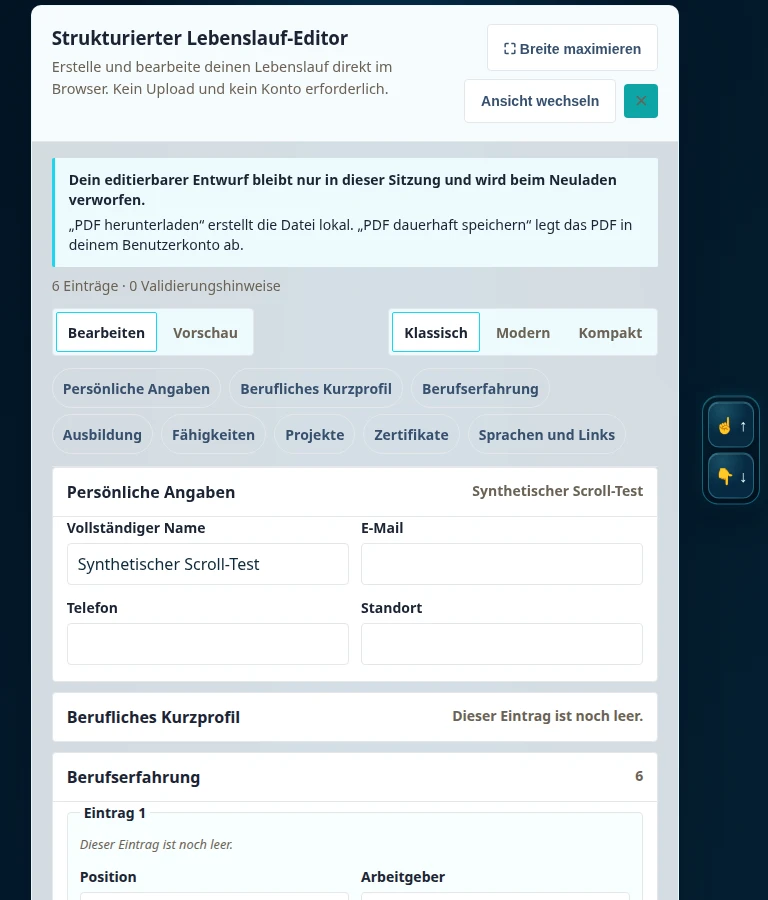 Strukturierter Lebenslauf-Editor
Erstelle und bearbeite deinen Lebenslauf direkt im
Browser. Kein Upload und kein Konto erforderlich.
Breite maximieren
Ansicht wechseln
Dein editierbarer Entwurf bleibt nur in dieser Sitzung und wird beim Neuladen
verworfen.
„PDF herunterladen“ erstellt die Datei lokal. „PDF dauerhaft speichern“ legt das PDF in
deinem Benutzerkonto ab.
6 Einträge · 0 Validierungshinweise
Bearbeiten Vorschau Klassisch Modern Kompakt
Persönliche Angaben Berufliches Kurzprofil Berufserfahrung
Ausbildung Fähigkeiten Projekte Zertifikate Sprachen und Links
Persönliche Angaben Synthetischer Scroll-Test
Vollständiger Name E-Mail
Synthetischer Scroll-Test
Telefon Standort
Berufliches Kurzprofil Dieser Eintrag ist noch leer.
Berufserfahrung 6
Eintrag 1
Dieser Eintrag ist noch leer.
Position Arbeitgeber